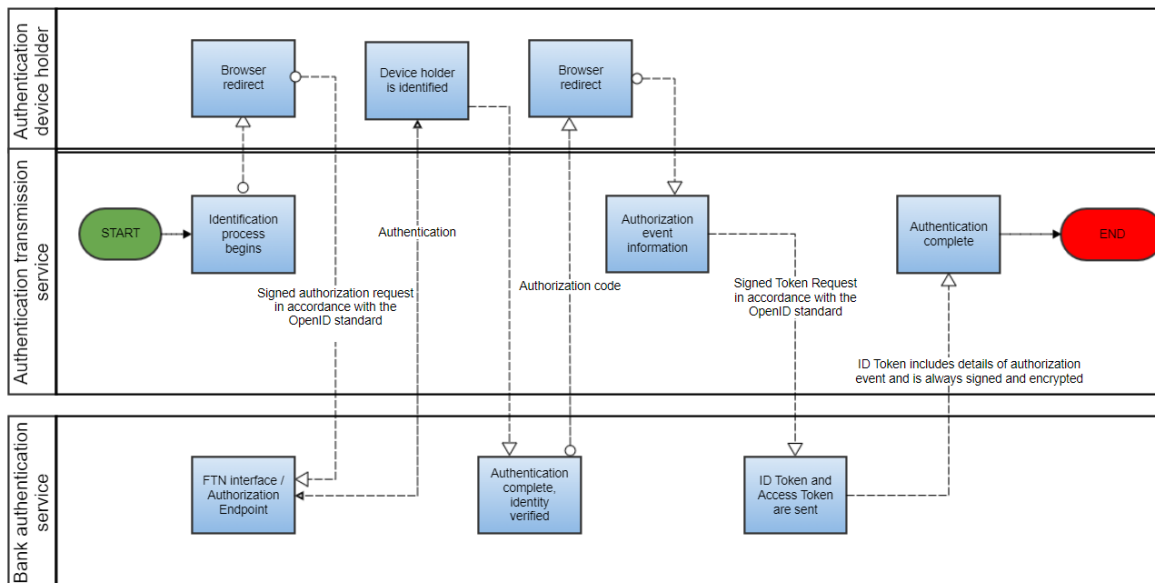 Authentication
device holder
Browser
redirect
Device holder
is identified
Browser
redirect
Authentication transmission
service
START
Identification
process
begins
Authentication
Authorization
event
information
Authentication
complete
END
Signed authorization request
in accordance with the
OpenID standard
Authorization code
Signed Token Request
in accordance with the
OpenID standard
ID Token includes details of authorization
event and is always signed and encrypted
Bank authentication
service
FTN interface /
Authorization
Endpoint
Authentication
complete,
identity
verified
ID Token and
Access Token
are sent